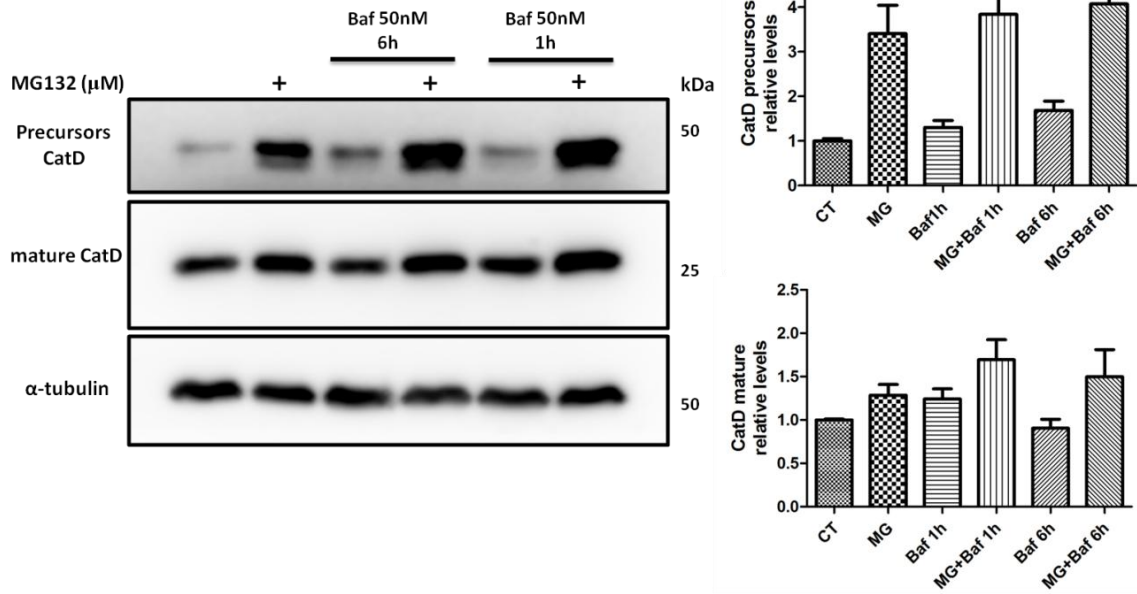 Baf 50nM
6h
Baf 50nM
1h
MG132 (μM)
+
+
+
kDa
Precursors
CatD
50
mature CatD
25
α-tubulin
50
CatD precursors
relative levels
4
3
2
1
0
CT
MG
Baf1h
MG+Baf 1h
Baf 6h
MG+Baf 6h
CatD mature
relative levels
2.5
2.0
1.5
1.0
0.5
0.0
CT
MG
Baf 1h
MG+Baf 1h
Baf 6h
MG+Baf 6h